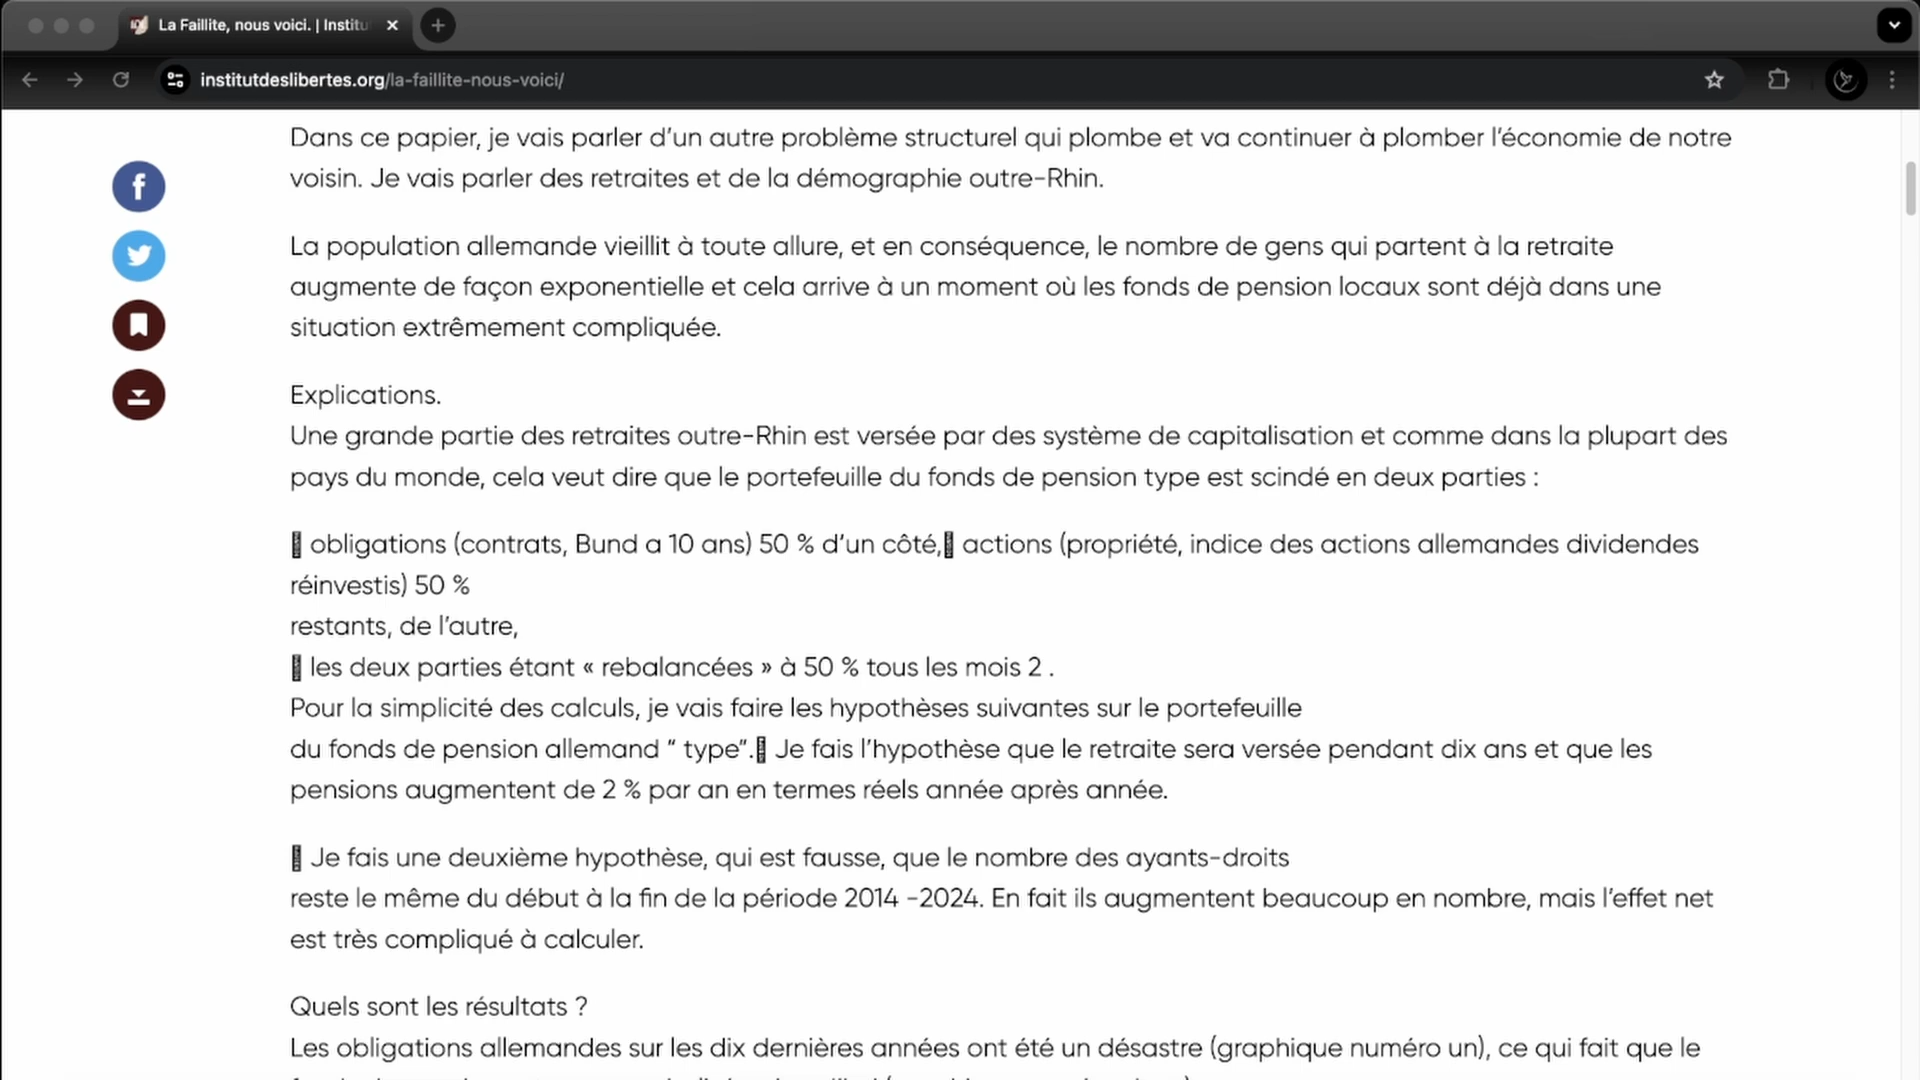 La Faillite, nous voici. | Institu
institutdeslibertes.org/la-faillite-nous-voici/
Dans ce papier, je vais parler d’un autre problème structurel qui plombe et va continuer à plomber l’économie de notre
voisin. Je vais parler des retraites et de la démographie outre-Rhin.
La population allemande vieillit à toute allure, et en conséquence, le nombre de gens qui partent à la retraite
augmente de façon exponentielle et cela arrive à un moment où les fonds de pension locaux sont déjà dans une
situation extrêmement compliquée.
Explications.
Une grande partie des retraites outre-Rhin est versée par des système de capitalisation et comme dans la plupart des
pays du monde, cela veut dire que le portefeuille du fonds de pension type est scindé en deux parties :
obligations (contrats, Bund a 10 ans) 50 % d’un côté, actions (propriété, indice des actions allemandes dividendes
réinvestis) 50 %
restants, de l’autre,
les deux parties étant « rebalancées » à 50 % tous les mois 2 .
Pour la simplicité des calculs, je vais faire les hypothèses suivantes sur le portefeuille
du fonds de pension allemand “ type”. Je fais l’hypothèse que le retraite sera versée pendant dix ans et que les
pensions augmentent de 2 % par an en termes réels année après année.
Je fais une deuxième hypothèse, qui est fausse, que le nombre des ayants-droits
reste le même du début à la fin de la période 2014 -2024. En fait ils augmentent beaucoup en nombre, mais l’effet net
est très compliqué à calculer.
Quels sont les résultats ?
Les obligations allemandes sur les dix dernières années ont été un désastre (graphique numéro un), ce qui fait que le